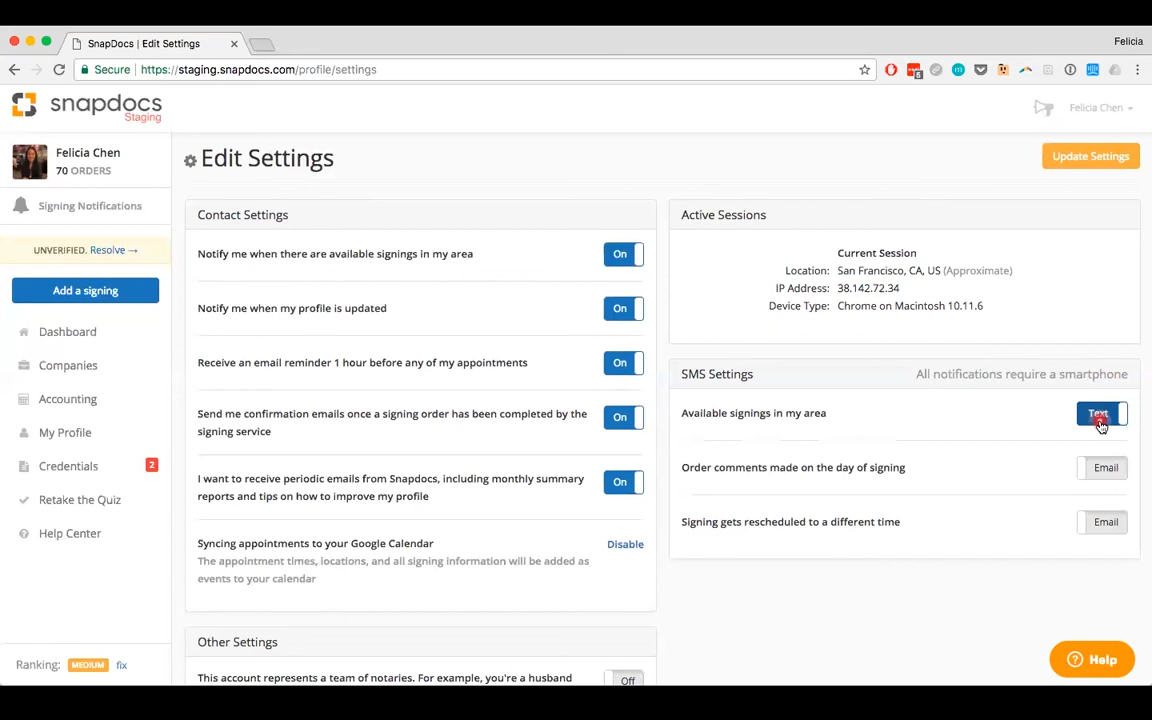 SnapDocs | Edit Settings
Felicia
Secure
https://staging.snapdocs.com/profile/settings
snapdocs
Staging
Felicia Chen
Felicia Chen
70 ORDERS
Signing Notifications
UNVERIFIED. Resolve →
Add a signing
Dashboard
Companies
Accounting
My Profile
Credentials
2
Retake the Quiz
Help Center
Ranking: MEDIUM fix
Edit Settings
Update Settings
Contact Settings
Notify me when there are available signings in my area
On
Notify me when my profile is updated
On
Receive an email reminder 1 hour before any of my appointments
On
Send me confirmation emails once a signing order has been completed by the
signing service
On
I want to receive periodic emails from Snapdocs, including monthly summary
reports and tips on how to improve my profile
On
Syncing appointments to your Google Calendar
Disable
The appointment times, locations, and all signing information will be added as
events to your calendar
Other Settings
This account represents a team of notaries. For example, you're a husband
Off
Active Sessions
Current Session
Location: San Francisco, CA, US (Approximate)
IP Address: 38.142.72.34
Device Type: Chrome on Macintosh 10.11.6
SMS Settings
All notifications require a smartphone
Available signings in my area
Text
Order comments made on the day of signing
Email
Signing gets rescheduled to a different time
Email
Help